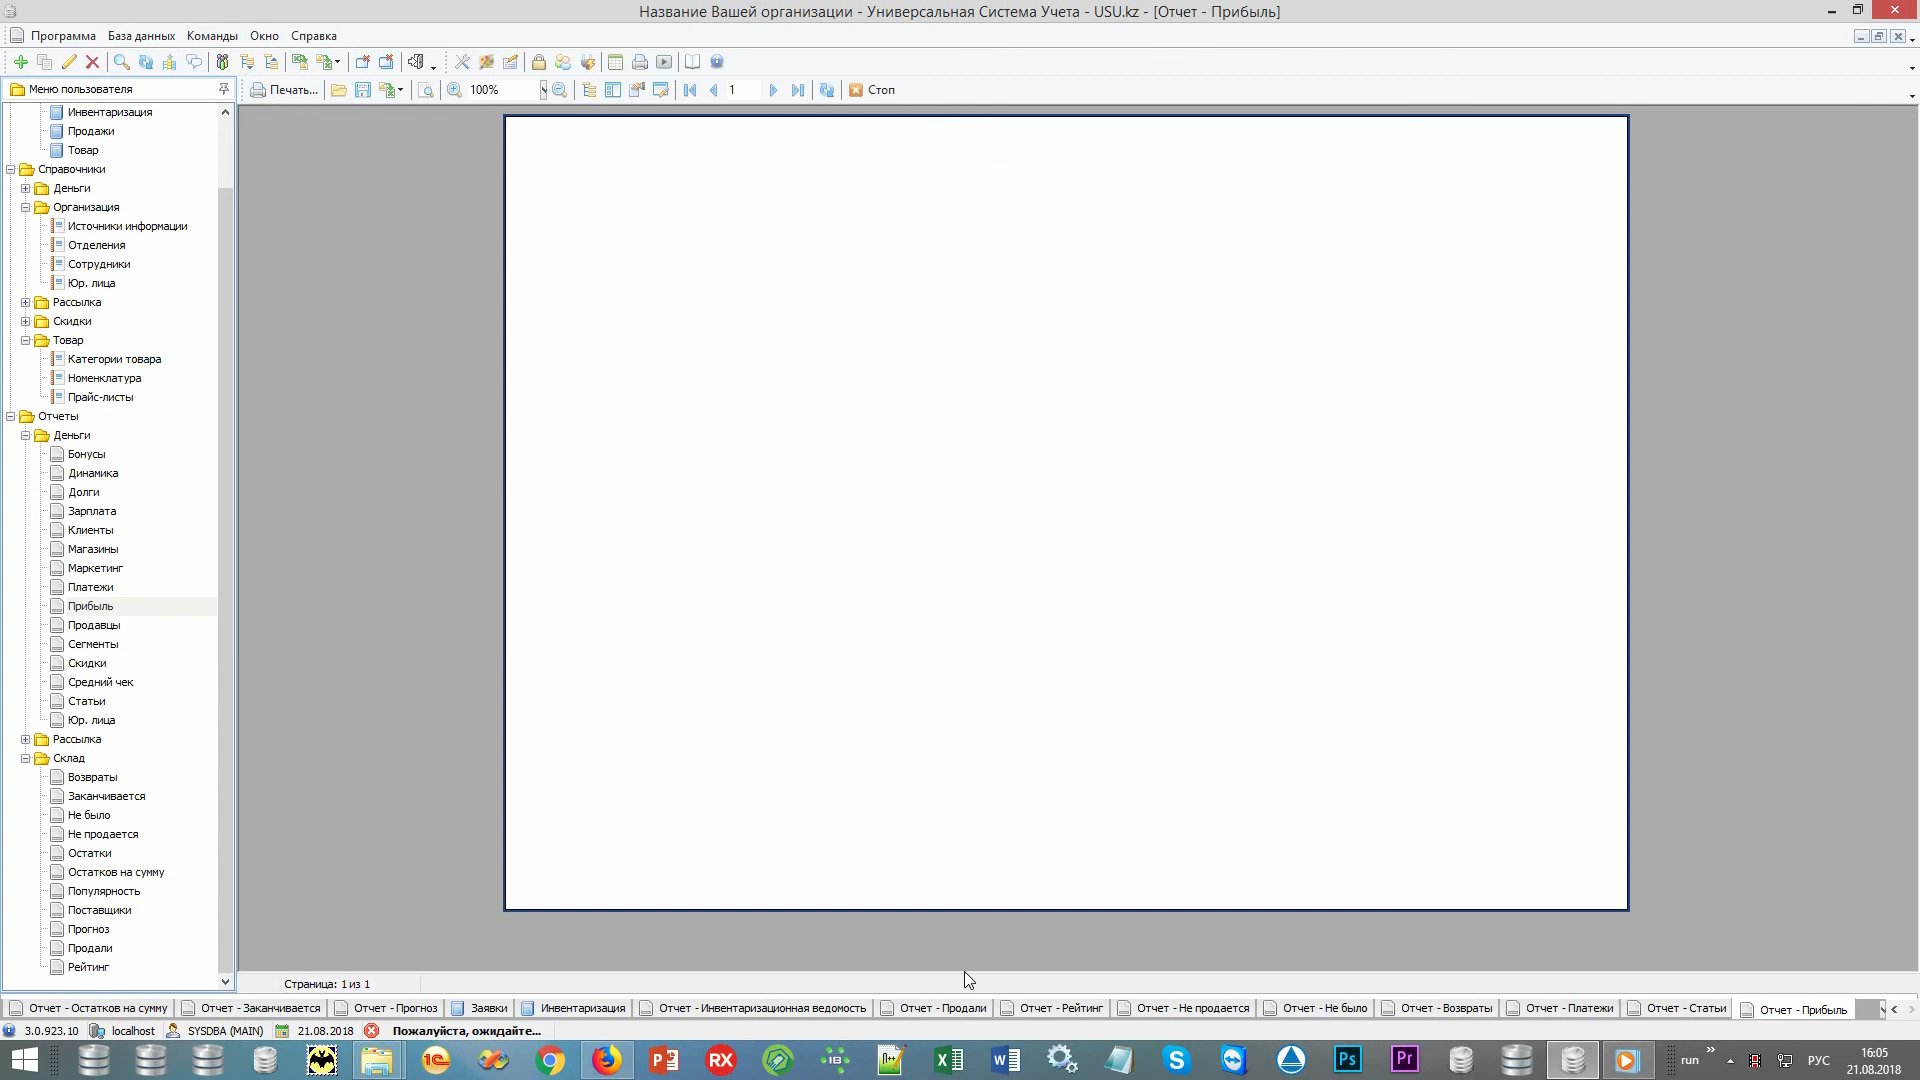 Название Вашей организации - Универсальная Система Учета - USU.kz - [Отчет - Прибыль]
Программа База данных Команды Окно Справка
Меню пользователя
Печать... 100% 1 Стоп
Инвентаризация
Продажи
Товар
Справочники
Деньги
Организация
Источники информации
Отделения
Сотрудники
Юр. лица
Рассылка
Скидки
Товар
Категории товара
Номенклатура
Прайс-листы
Отчеты
Деньги
Бонусы
Динамика
Долги
Зарплата
Клиенты
Магазины
Маркетинг
Платежи
Прибыль
Продавцы
Сегменты
Скидки
Средний чек
Статьи
Юр. лица
Рассылка
Склад
Возвраты
Заканчивается
Не было
Не продается
Остатки
Остатков на сумму
Популярность
Поставщики
Прогноз
Продали
Рейтинг
Страница: 1 из 1
Отчет - Остатков на сумму Отчет - Заканчивается Отчет - Прогноз Заявки Инвентаризация Отчет - Инвентаризационная ведомость Отчет - Продали Отчет - Рейтинг Отчет - Не продается Отчет - Не было Отчет - Возвраты Отчет - Платежи Отчет - Статьи Отчет - Прибыль
3.0.923.10 localhost SYSDBA (MAIN) 21.08.2018 Пожалуйста, ожидайте...
1С RX IB Ps Pr run РУС 16:05
21.08.2018